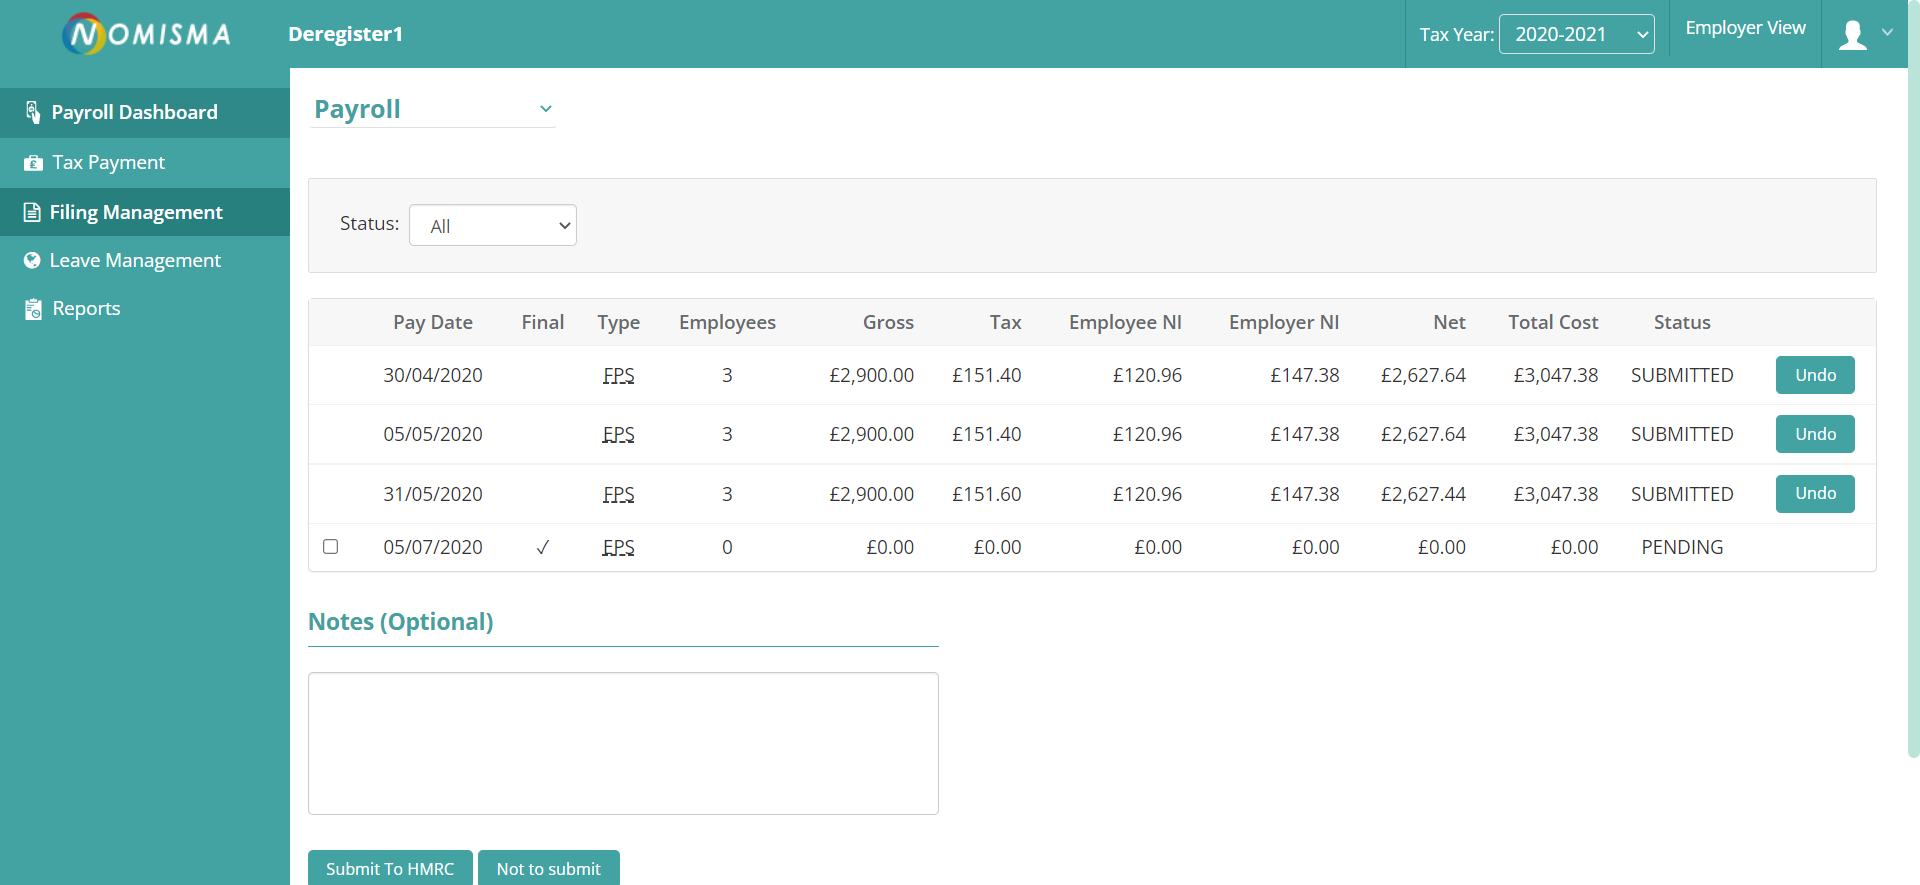 NOMISMA
Deregister1
Tax Year: 2020-2021
Employer View
Payroll Dashboard
Tax Payment
Filing Management
Leave Management
Reports
Payroll
Status: All
Pay Date Final Type Employees Gross Tax Employee NI Employer NI Net Total Cost Status
30/04/2020 FPS 3 £2,900.00 £151.40 £120.96 £147.38 £2,627.64 £3,047.38 SUBMITTED Undo
05/05/2020 EPS 3 £2,900.00 £151.40 £120.96 £147.38 £2,627.64 £3,047.38 SUBMITTED Undo
31/05/2020 FPS 3 £2,900.00 £151.60 £120.96 £147.38 £2,627.44 £3,047.38 SUBMITTED Undo
05/07/2020 ✓ EPS 0 £0.00 £0.00 £0.00 £0.00 £0.00 £0.00 PENDING
Notes (Optional)
Submit To HMRC Not to submit